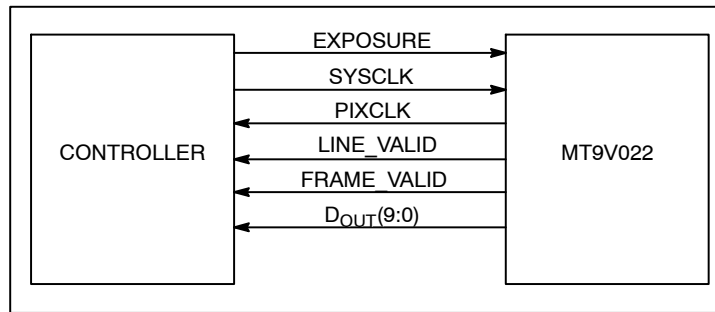 EXPOSURE
SYSCLK
PIXCLK
CONTROLLER
LINE_VALID
MT9V022
FRAME_VALID
DOUT(9:0)